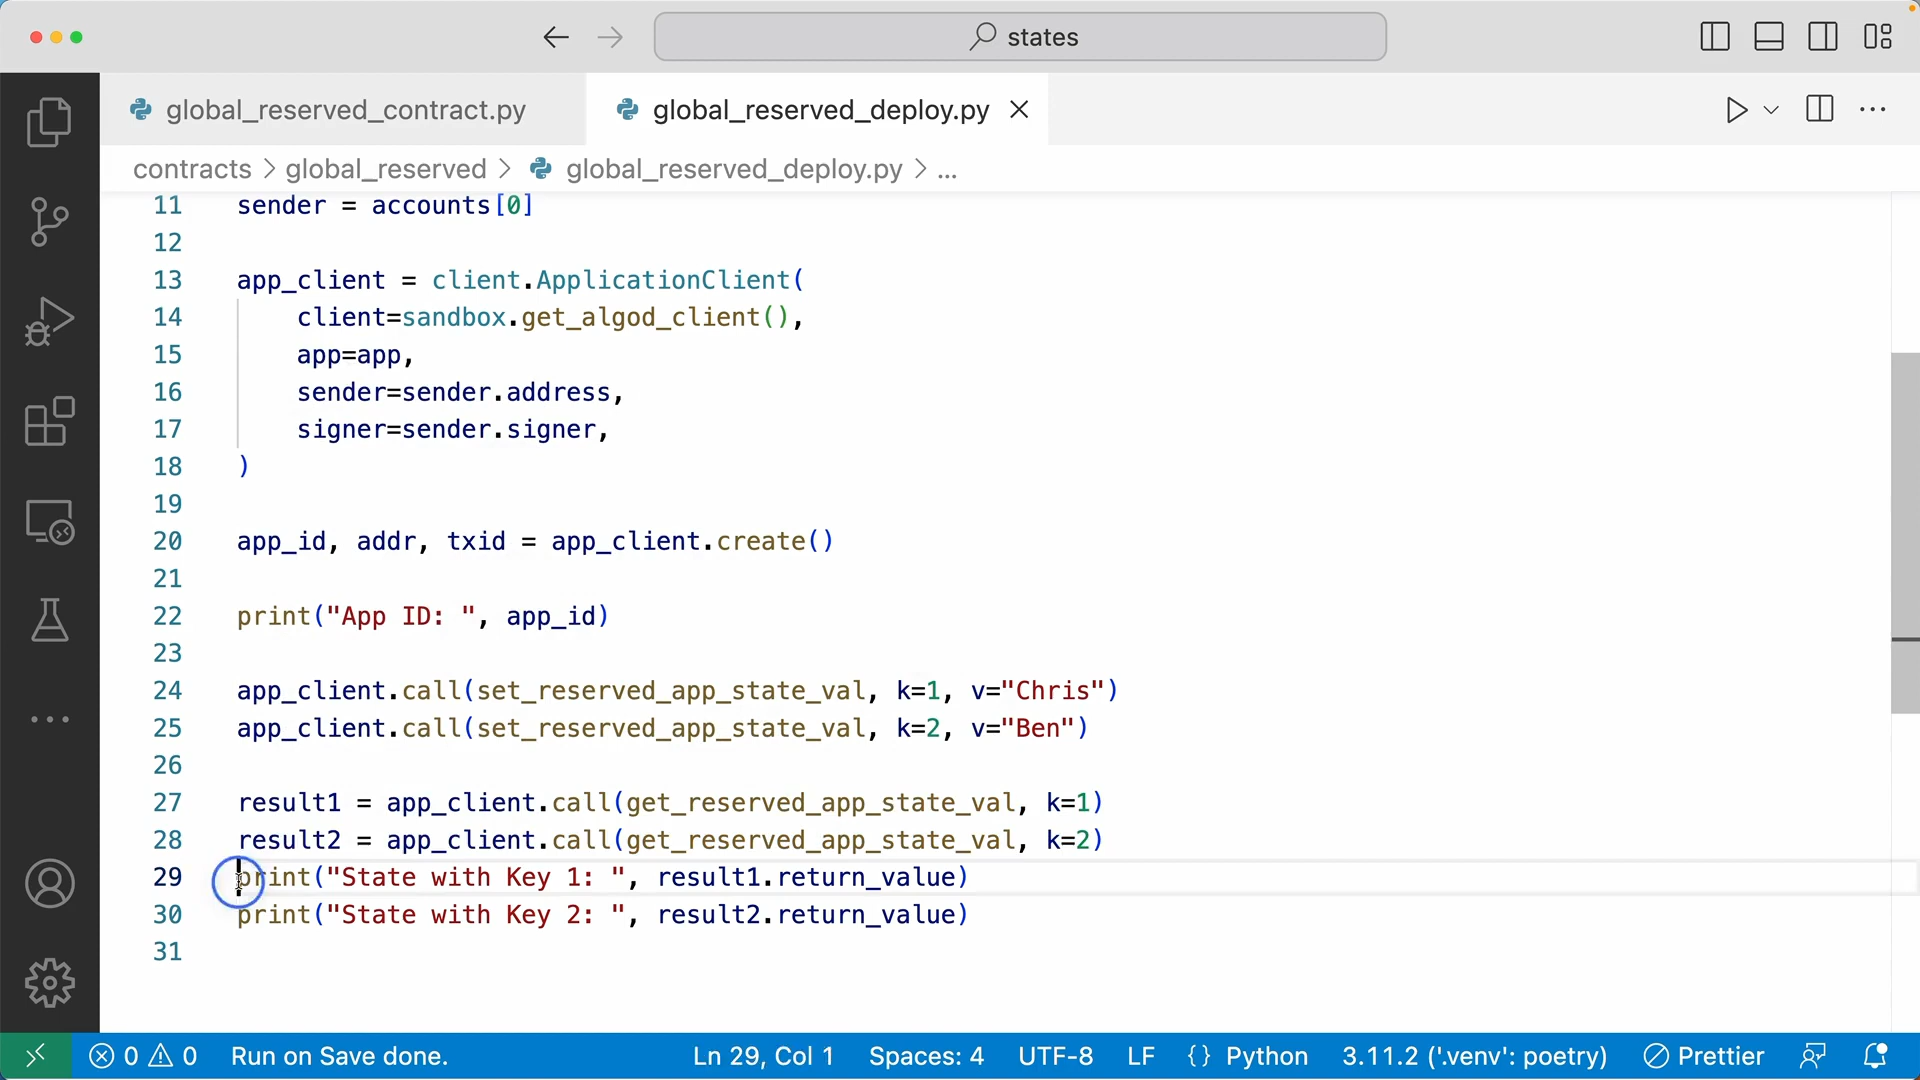 states
global_reserved_contract.py
global_reserved_deploy.py
contracts > global_reserved > global_reserved_deploy.py > ...
11 sender = accounts[0]
12
13 app_client = client.ApplicationClient(
14     client=sandbox.get_algod_client(),
15     app=app,
16     sender=sender.address,
17     signer=sender.signer,
18 )
19
20 app_id, addr, txid = app_client.create()
21
22 print("App ID: ", app_id)
23
24 app_client.call(set_reserved_app_state_val, k=1, v="Chris")
25 app_client.call(set_reserved_app_state_val, k=2, v="Ben")
26
27 result1 = app_client.call(get_reserved_app_state_val, k=1)
28 result2 = app_client.call(get_reserved_app_state_val, k=2)
29 print("State with Key 1: ", result1.return_value)
30 print("State with Key 2: ", result2.return_value)
31
0 0 Run on Save done. Ln 29, Col 1 Spaces: 4 UTF-8 LF {} Python 3.11.2 ('.venv': poetry) Prettier